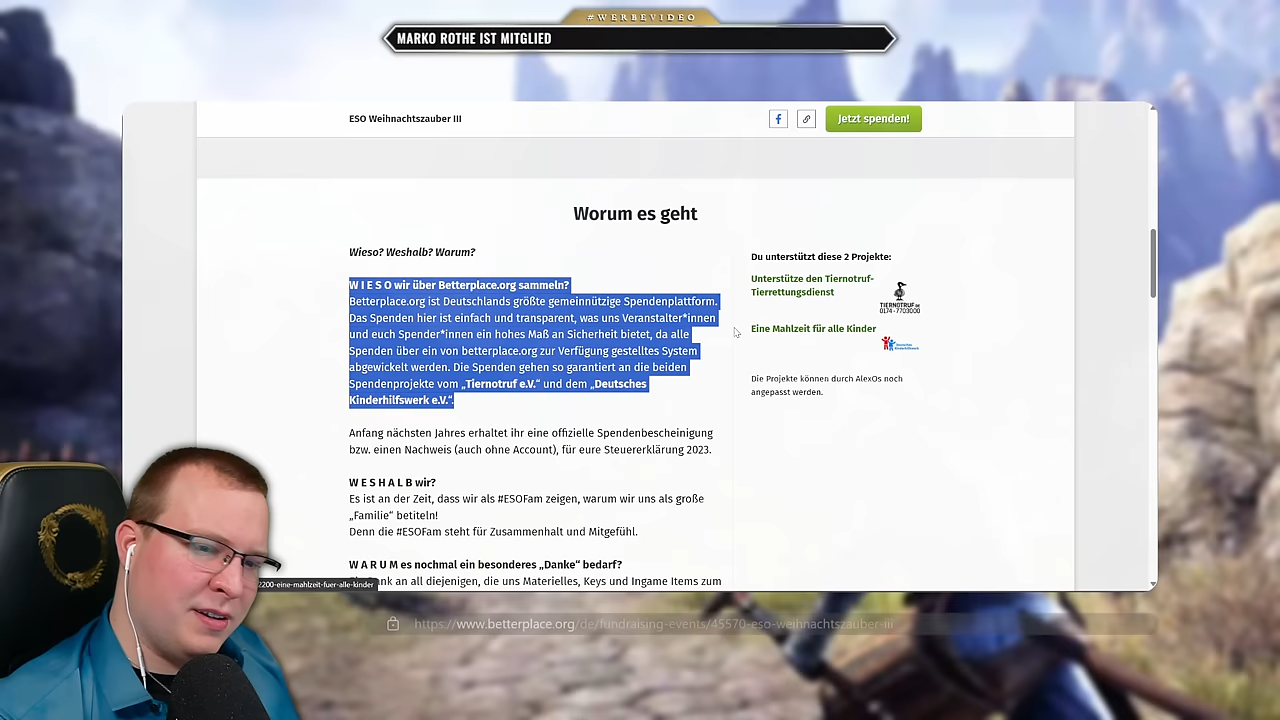 #WERBEVIDEO
MARKO ROTHE IST MITGLIED
ESO Weihnachtszauber III
Jetzt spenden!
Worum es geht
Wieso? Weshalb? Warum?
W I E S O wir über Betterplace.org sammeln?
Betterplace.org ist Deutschlands größte gemeinnützige Spendenplattform.
Das Spenden hier ist einfach und transparent, was uns Veranstalter*innen
und euch Spender*innen ein hohes Maß an Sicherheit bietet, da alle
Spenden über ein von betterplace.org zur Verfügung gestelltes System
abgewickelt werden. Die Spenden gehen so garantiert an die beiden
Spendenprojekte vom „Tiernotruf e.V.“ und dem „Deutsches
Kinderhilfswerk e.V.“.
Anfang nächsten Jahres erhaltet ihr eine offizielle Spendenbescheinigung
bzw. einen Nachweis (auch ohne Account), für eure Steuererklärung 2023.
W E S H A L B wir?
Es ist an der Zeit, dass wir als #ESOFam zeigen, warum wir uns als große
„Familie“ betiteln!
Denn die #ESOFam steht für Zusammenhalt und Mitgefühl.
W A R U M es nochmal ein besonderes „Danke“ bedarf?
ank an all diejenigen, die uns Materielles, Keys und Ingame Items zum
Du unterstützt diese 2 Projekte:
Unterstütze den Tiernotruf-
Tierrettungsdienst
TIERNOTRUF.DE
0174-7703000
Eine Mahlzeit für alle Kinder
Deutsches
Kinderhilfswerk
Die Projekte können durch AlexOs noch
angepasst werden.
2200-eine-mahlzeit-fuer-alle-kinder
https://www.betterplace.org/de/fundraising-events/45570-eso-weihnachtszauber-iii